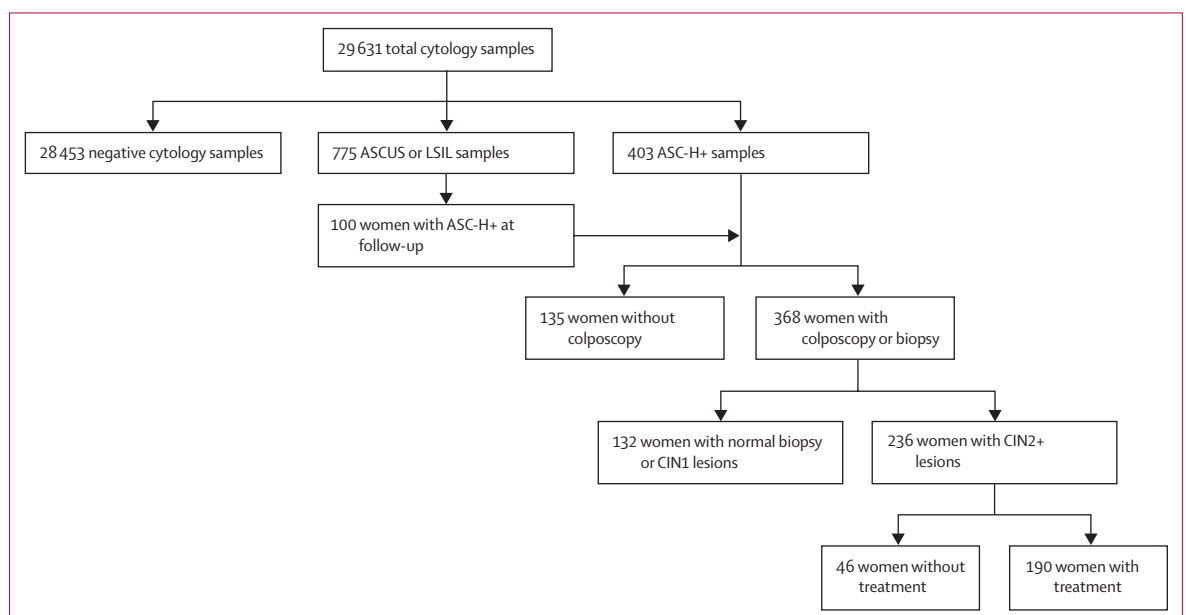 29 631 total cytology samples
28 453 negative cytology samples
775 ASCUS or LSIL samples
403 ASC-H+ samples
100 women with ASC-H+ at
follow-up
135 women without
colposcopy
368 women with
colposcopy or biopsy
132 women with normal biopsy
or CIN1 lesions
236 women with CIN2+
lesions
46 women without
treatment
190 women with
treatment